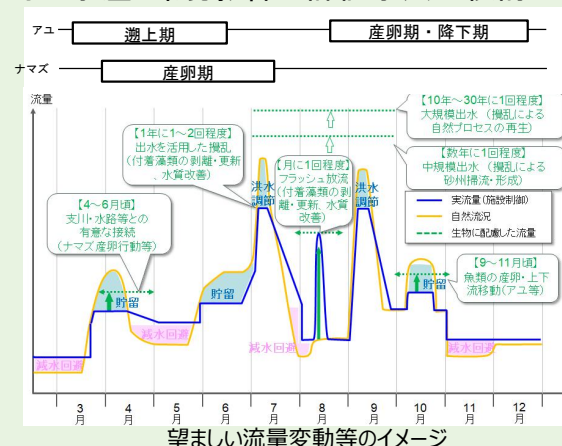 アユ
遡上期
産卵期・降下期
ナマズ
産卵期
流量
【10年～30年に1回程度】
大規模出水（攪乱による
自然プロセスの再生）
【1年に1～2回程度】
出水を活用した攪乱
（付着藻類の剥離・更新
、水質改善）
【月に1回程度】
フラッシュ放流
（付着藻類の剥
離・更新、水質
改善）
【数年に1回程度】
中規模出水（攪乱による
砂州掃流・形成）
【4～6月頃】
支川・水路等との
有意な接続
（ナマズ産卵行動等）
洪水
調節
洪水
調節
実流量（施設制御）
自然流況
生物に配慮した流量
【9～11月頃】
魚類の産卵・上下
流移動（アユ等）
貯留
貯留
貯留
減水回避
減水回避
減水回避
減水回避
3月
4月
5月
6月
7月
8月
9月
10月
11月
12月
望ましい流量変動等のイメージ